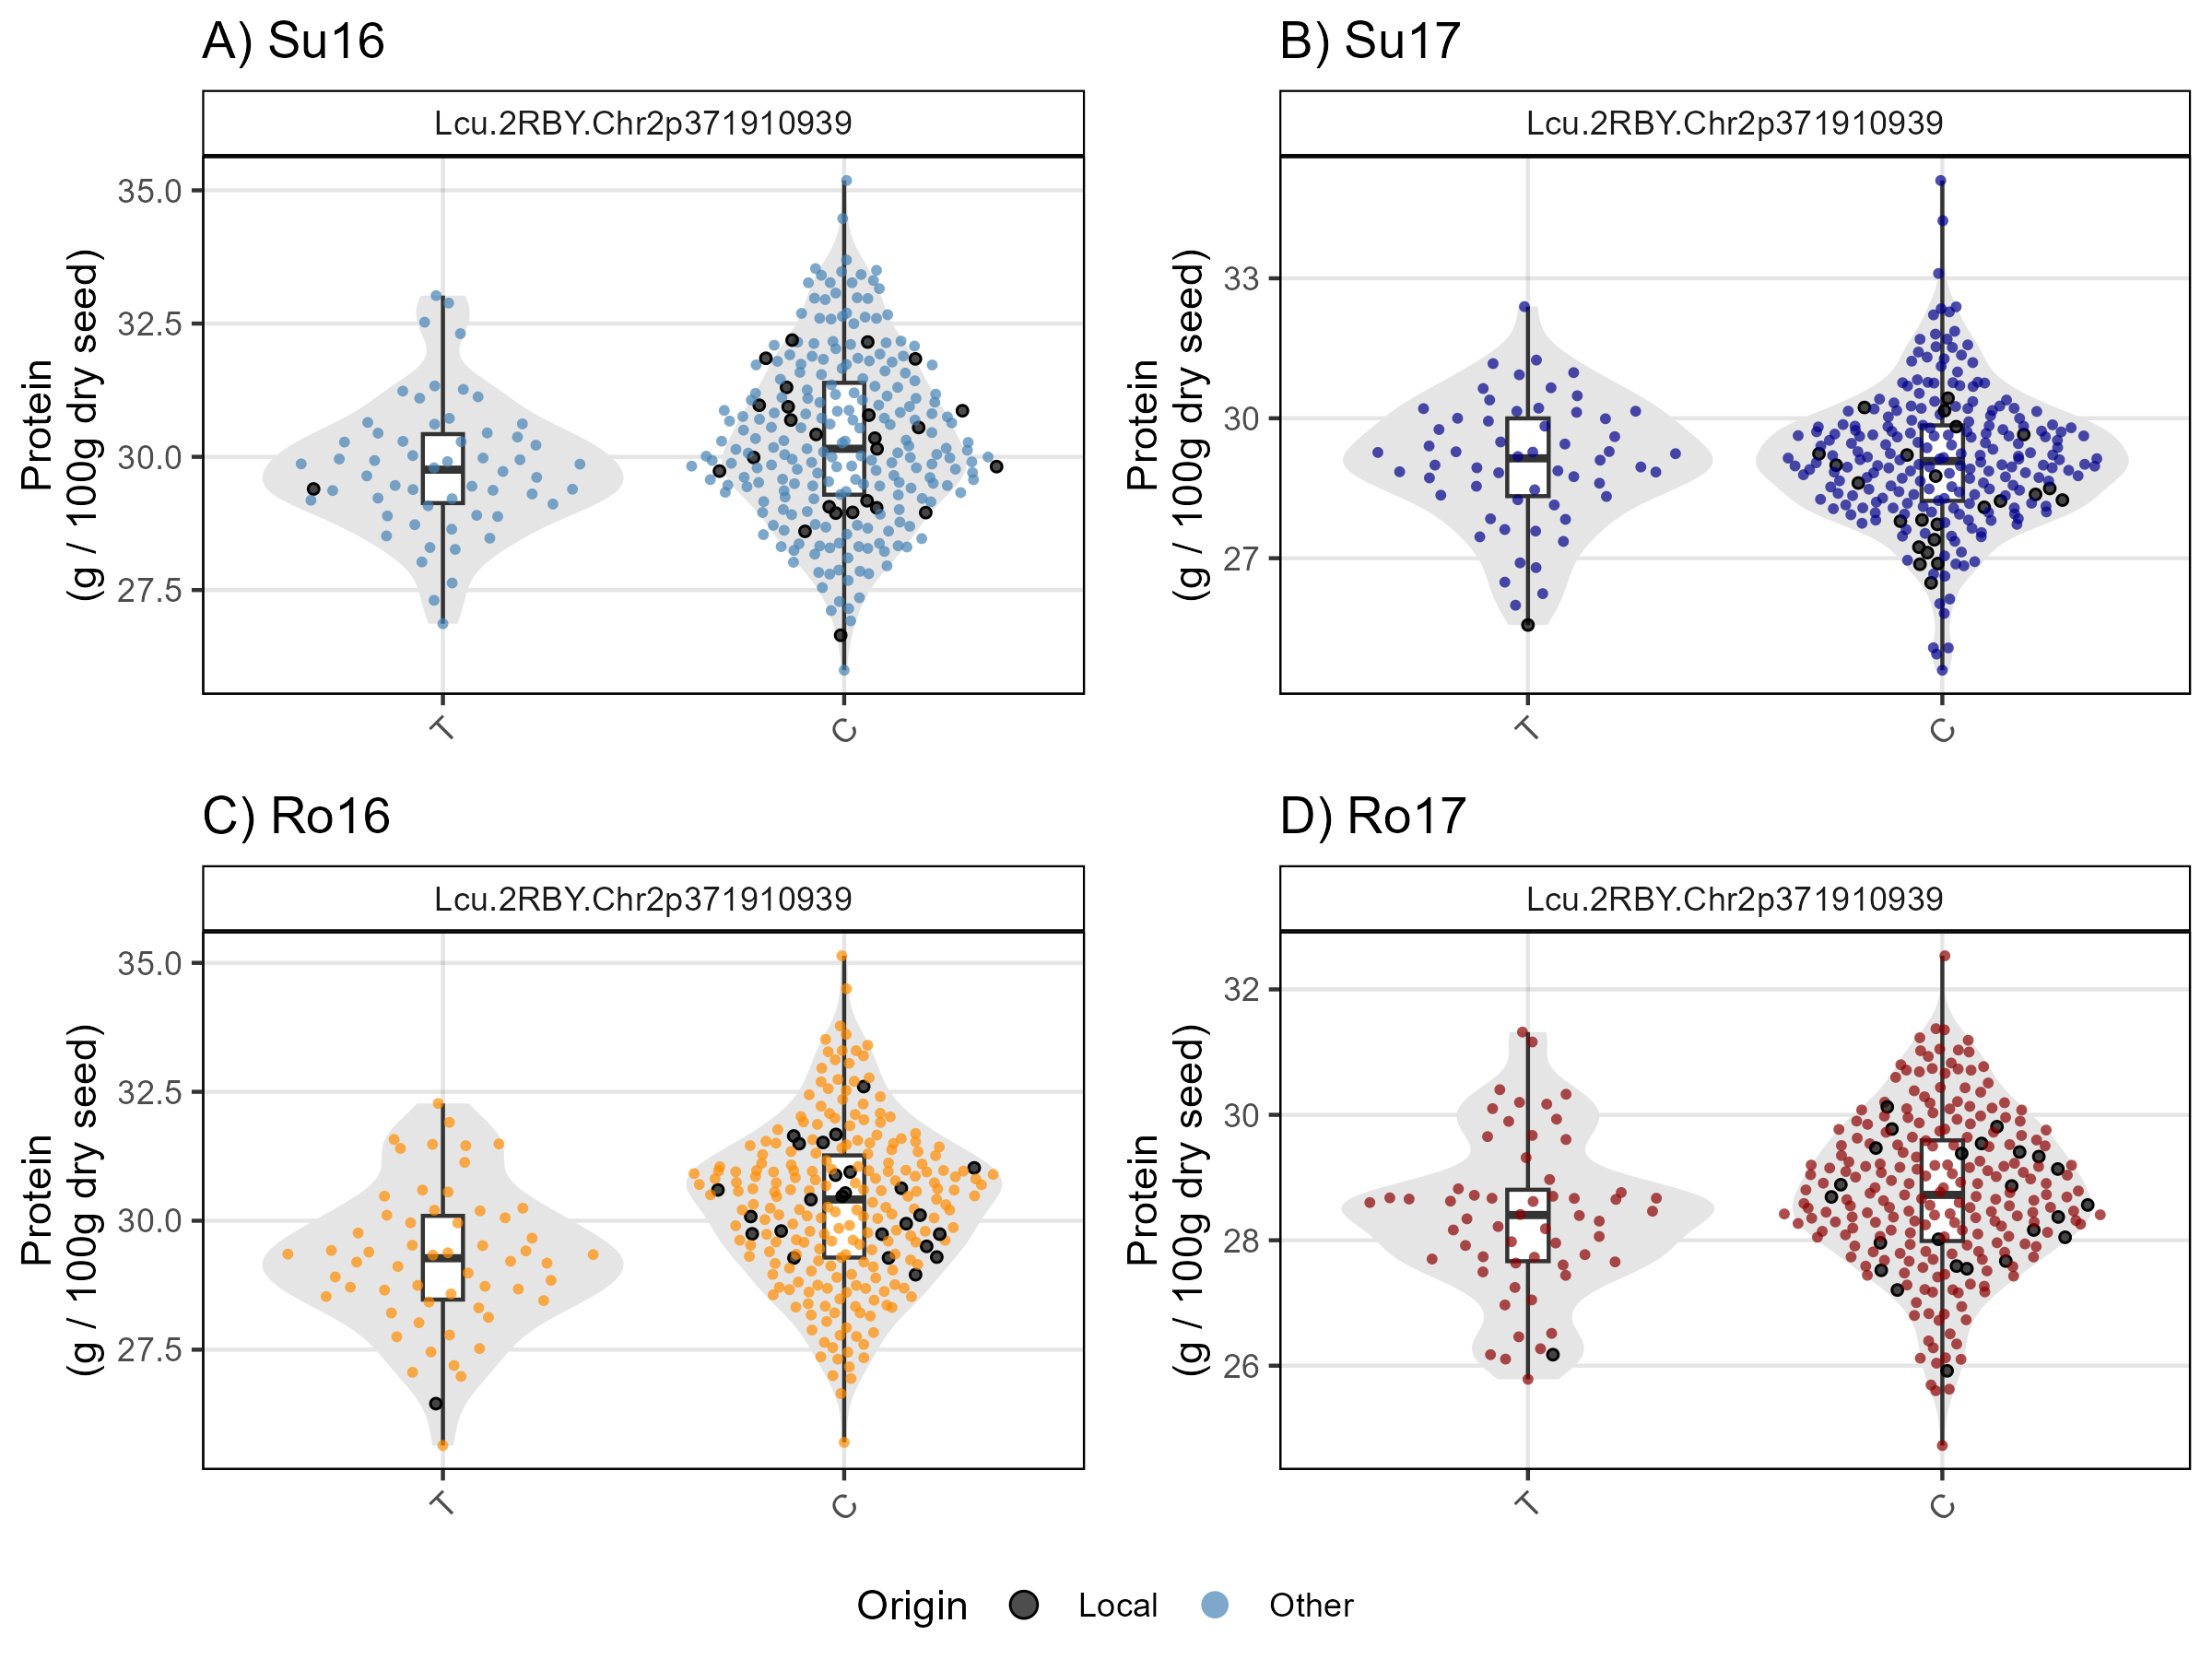 A) Su16
Lcu.2RBY.Chr2p371910939
Protein
(g / 100g dry seed)
35.0
32.5
30.0
27.5
T
C
B) Su17
Lcu.2RBY.Chr2p371910939
Protein
(g / 100g dry seed)
33
30
27
T
C
C) Ro16
Lcu.2RBY.Chr2p371910939
Protein
(g / 100g dry seed)
35.0
32.5
30.0
27.5
T
C
D) Ro17
Lcu.2RBY.Chr2p371910939
Protein
(g / 100g dry seed)
32
30
28
26
T
C
Origin Local Other